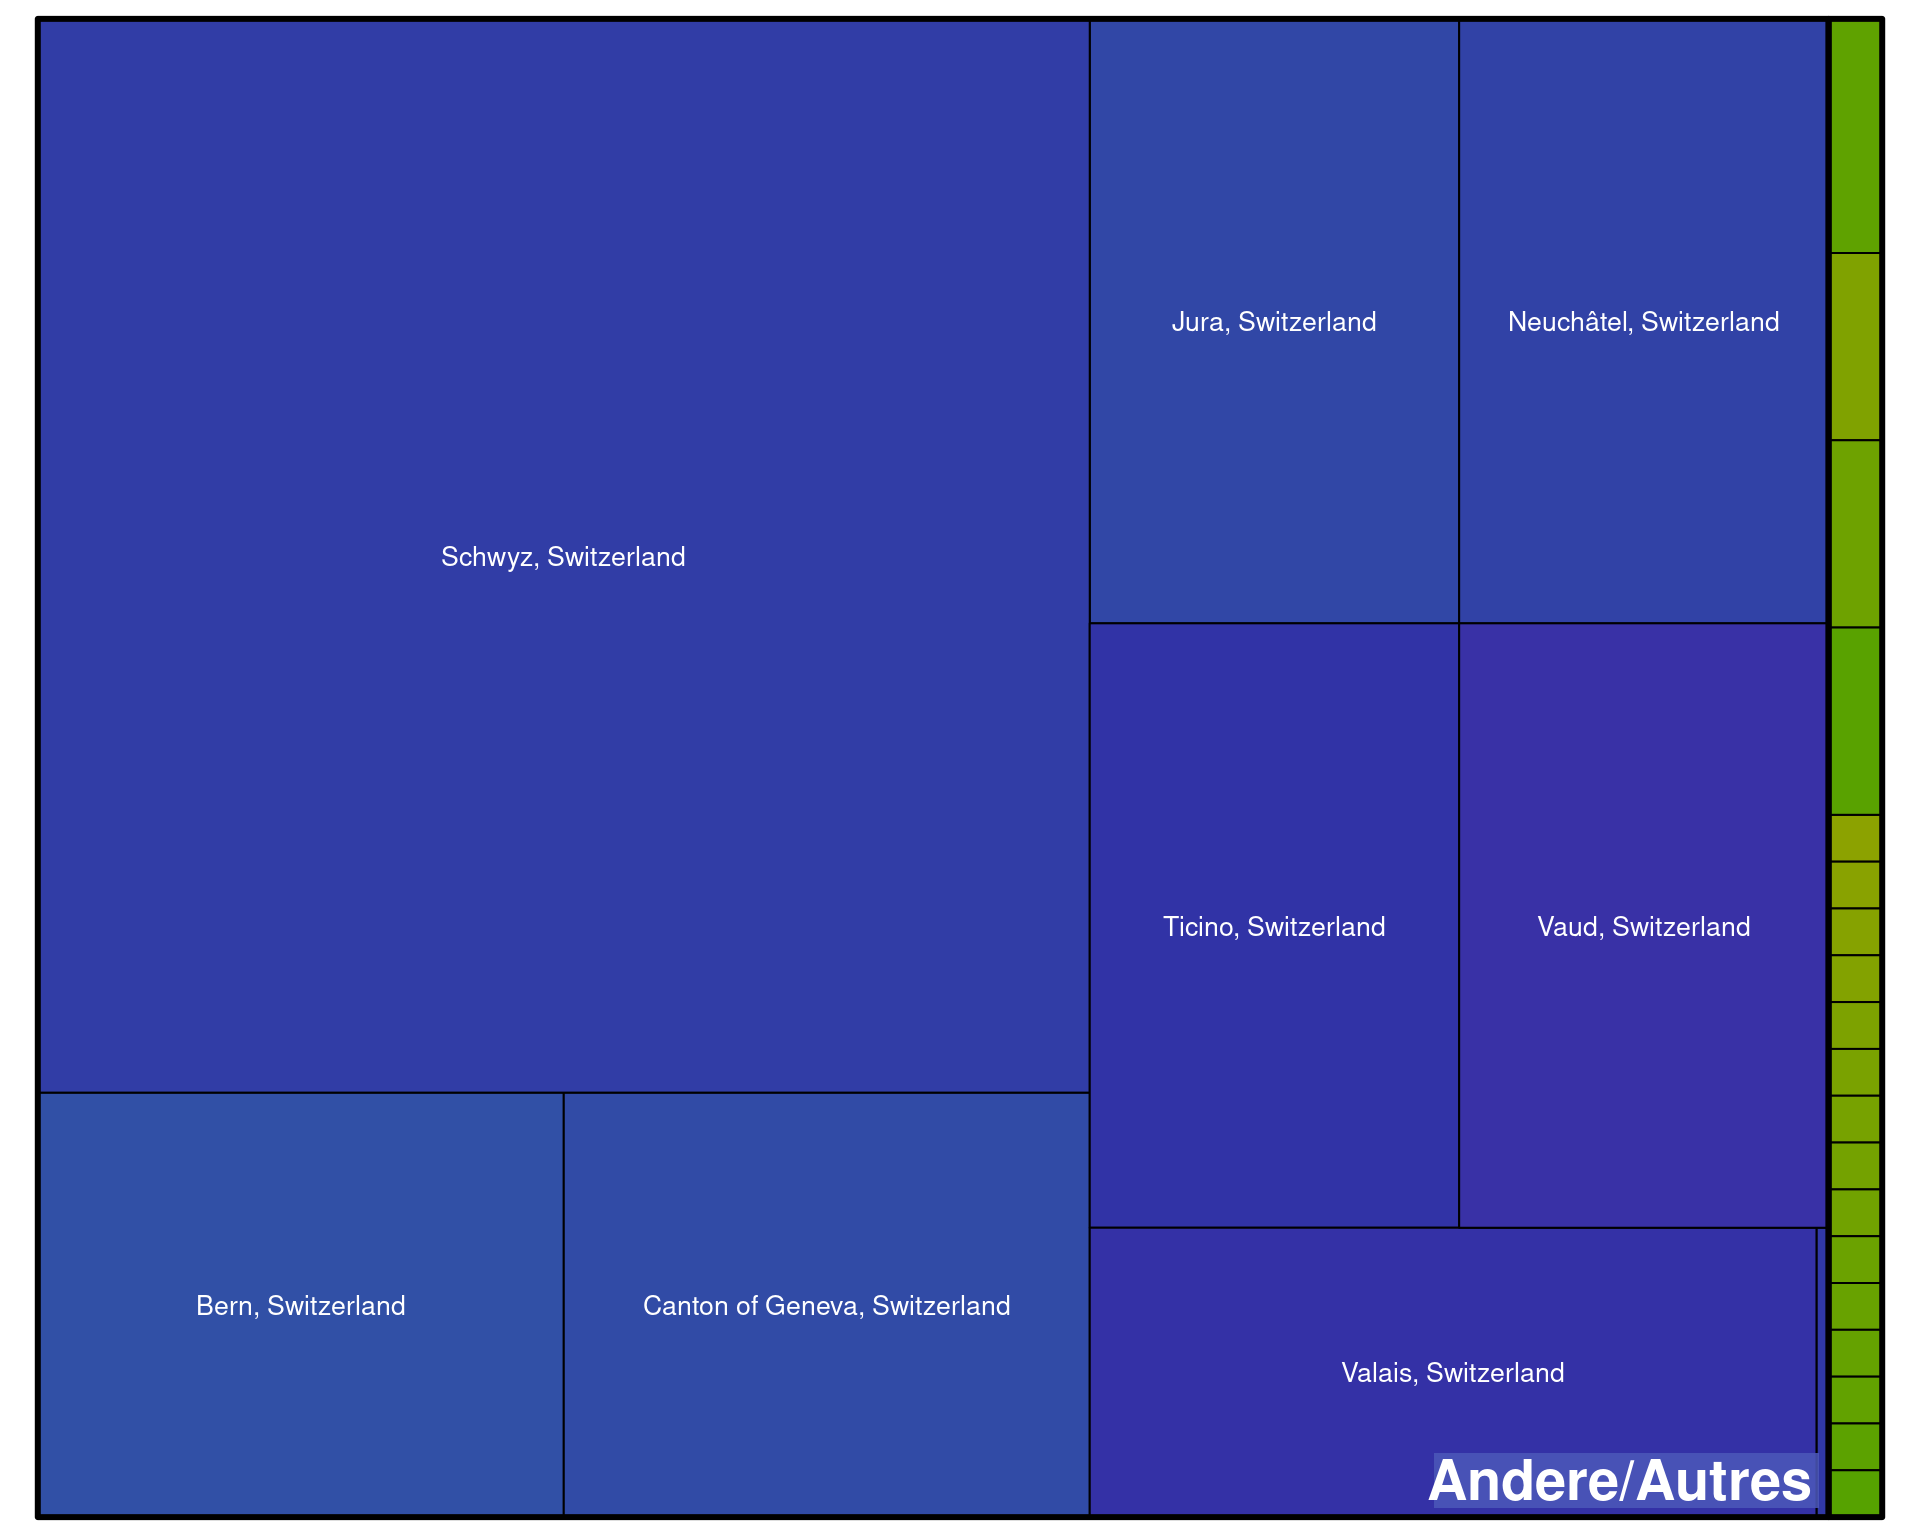 Schwyz, Switzerland
Jura, Switzerland
Neuchâtel, Switzerland
Ticino, Switzerland
Vaud, Switzerland
Bern, Switzerland
Canton of Geneva, Switzerland
Valais, Switzerland
Andere/Autres